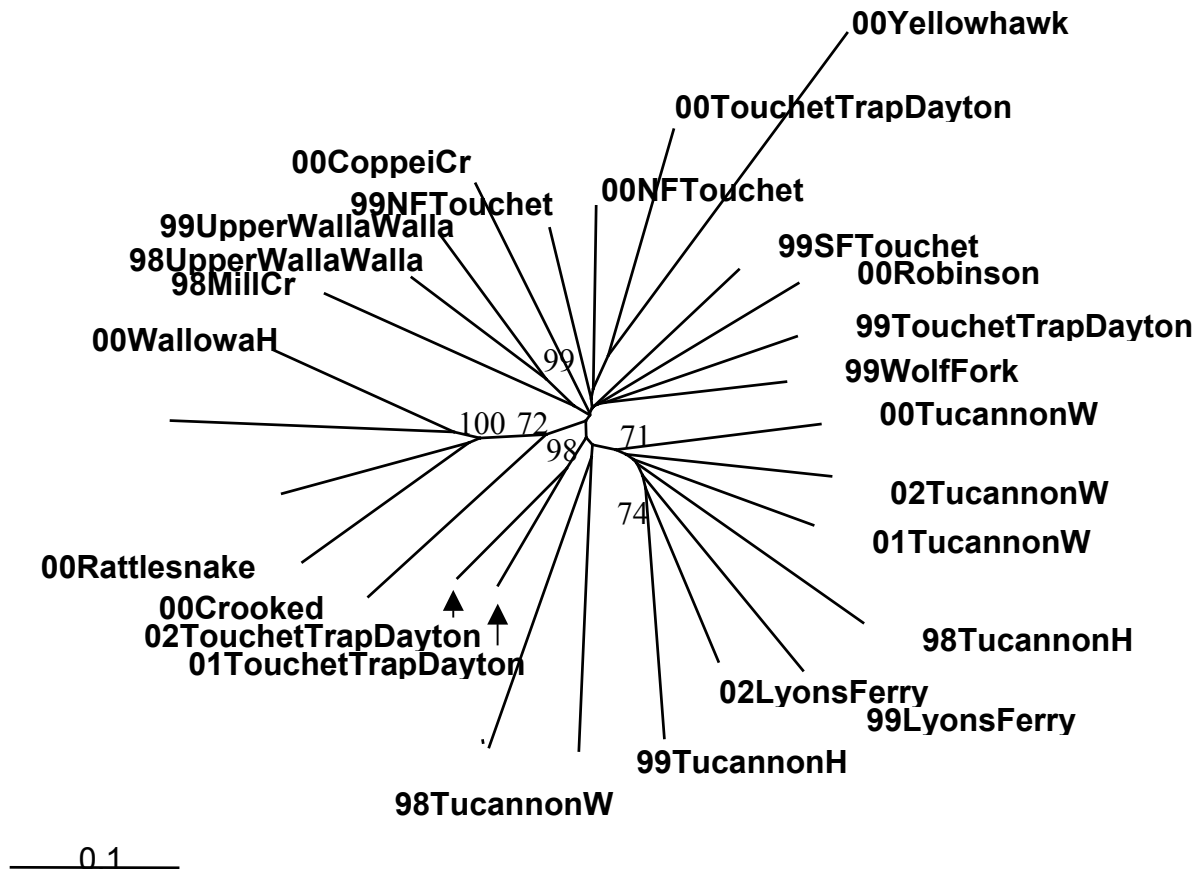 00Yellowhawk
00TouchetTrapDayton
00CoppeiCr
00NFTouchet
99NFTouchet
99UpperWallaWalla
99SFTouchet
98UpperWallaWalla
00Robinson
98MillCr
99TouchetTrapDayton
00WallowaH
99
99WolfFork
00TucannonW
100
72
71
98
02TucannonW
74
01TucannonW
00Rattlesnake
00Crooked
02TouchetTrapDayton
98TucannonH
01TouchetTrapDayton
02LyonsFerry
99LyonsFerry
99TucannonH
98TucannonW
0.1